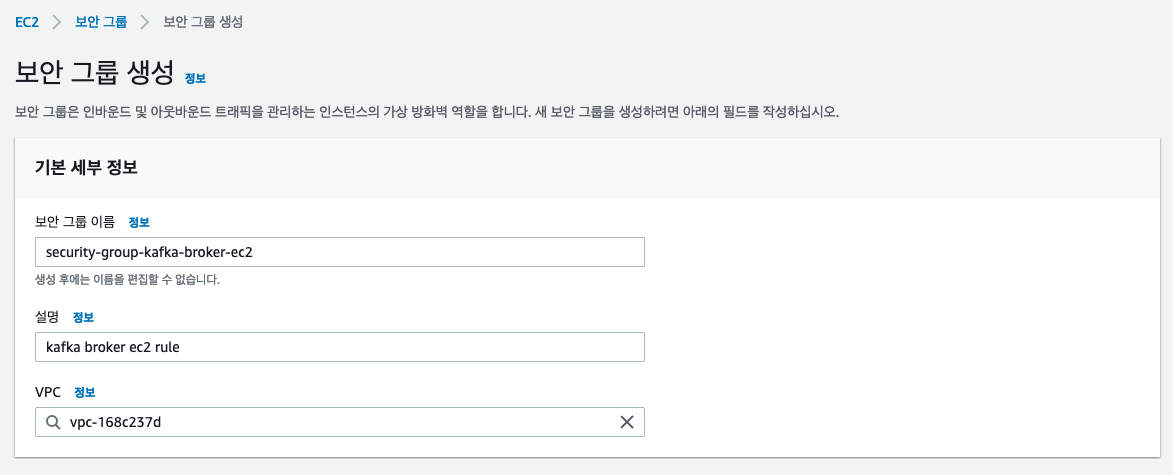 EC2 > 보안 그룹 > 보안 그룹 생성
보안 그룹 생성 정보
보안 그룹은 인바운드 및 아웃바운드 트래픽을 관리하는 인스턴스의 가상 방화벽 역할을 합니다. 새 보안 그룹을 생성하려면 아래의 필드를 작성하십시오.
기본 세부 정보
보안 그룹 이름 정보
security-group-kafka-broker-ec2
생성 후에는 이름을 편집할 수 없습니다.
설명 정보
kafka broker ec2 rule
VPC 정보
vpc-168c237d